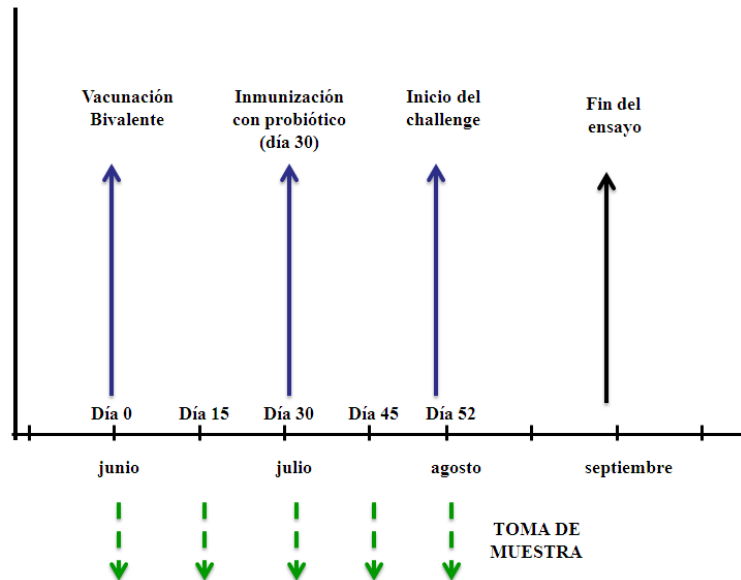 Vacunación
Bivalente
Inmunización
con probiótico
(día 30)
Inicio del
challenge
Fin del
ensayo
Día 0
Día 15
Día 30
Día 45
Día 52
junio
julio
agosto
septiembre
TOMA DE
MUESTRA